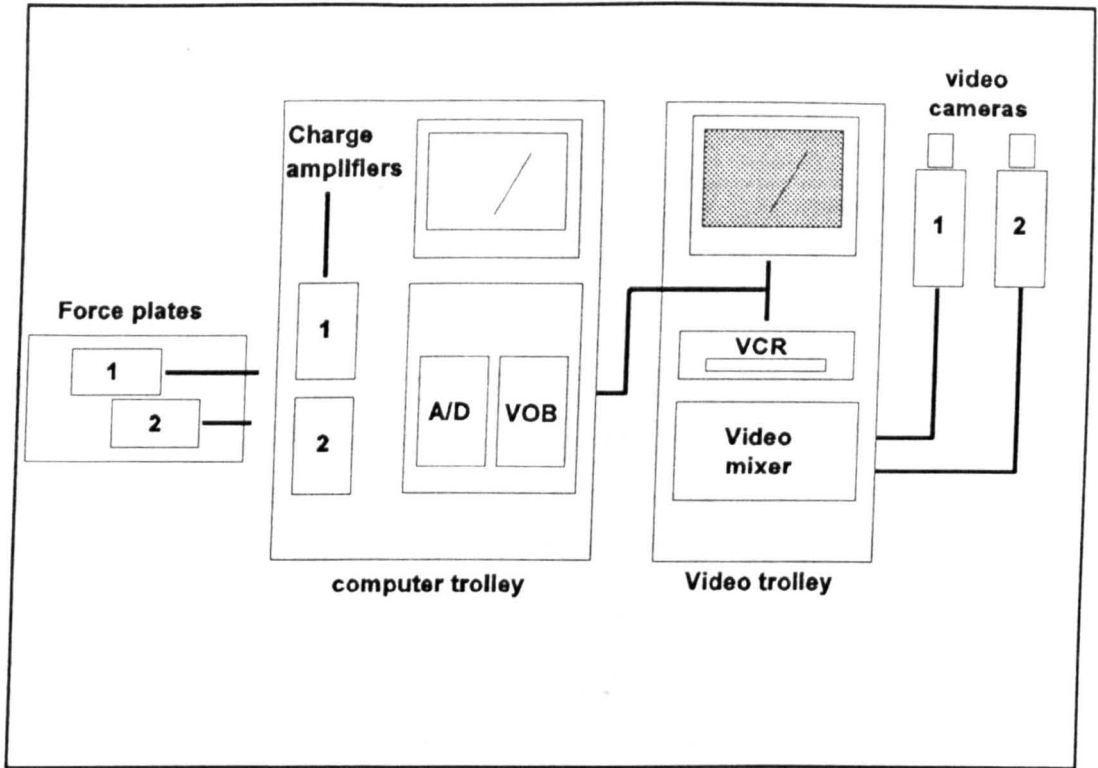 video
cameras
Charge
amplifiers
1
2
Force plates
1
2
1
2
A/D
VOB
VCR
Video
mixer
computer trolley
Video trolley